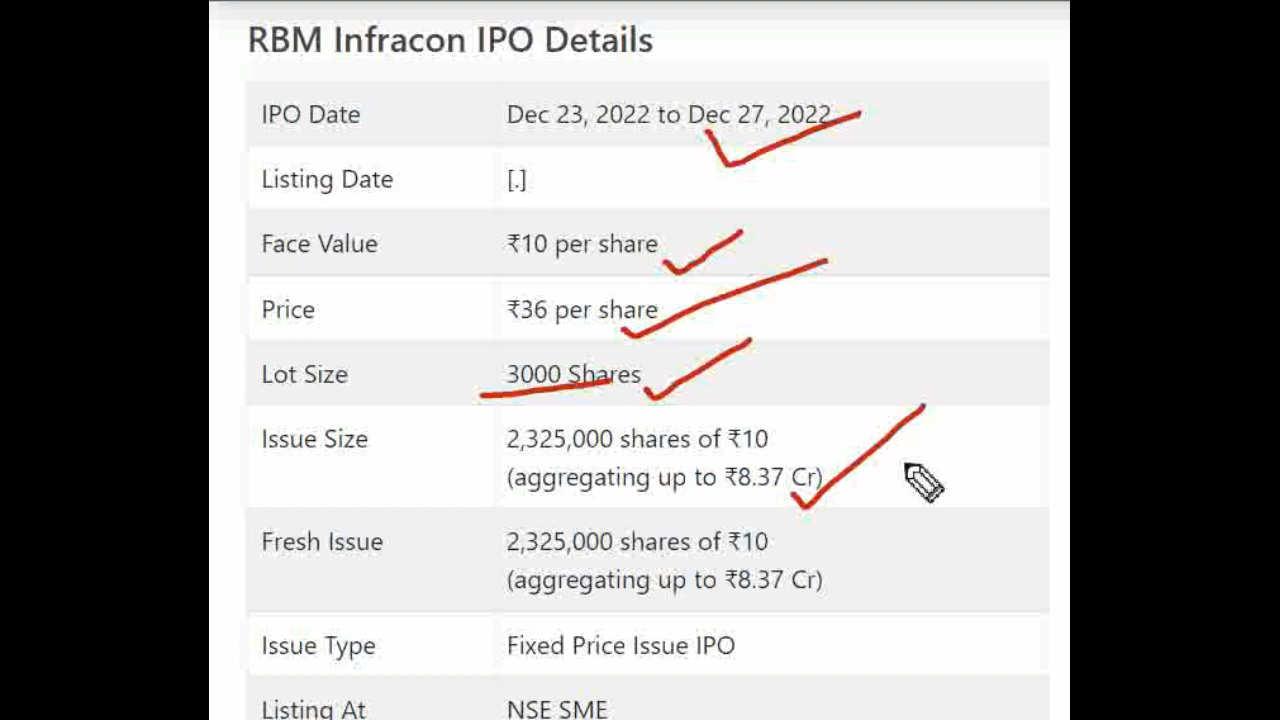 RBM Infracon IPO Details
IPO Date Dec 23, 2022 to Dec 27, 2022
Listing Date [.]
Face Value ₹10 per share
Price ₹36 per share
Lot Size 3000 Shares
Issue Size 2,325,000 shares of ₹10
(aggregating up to ₹8.37 Cr)
Fresh Issue 2,325,000 shares of ₹10
(aggregating up to ₹8.37 Cr)
Issue Type Fixed Price Issue IPO
Listing At NSE SME